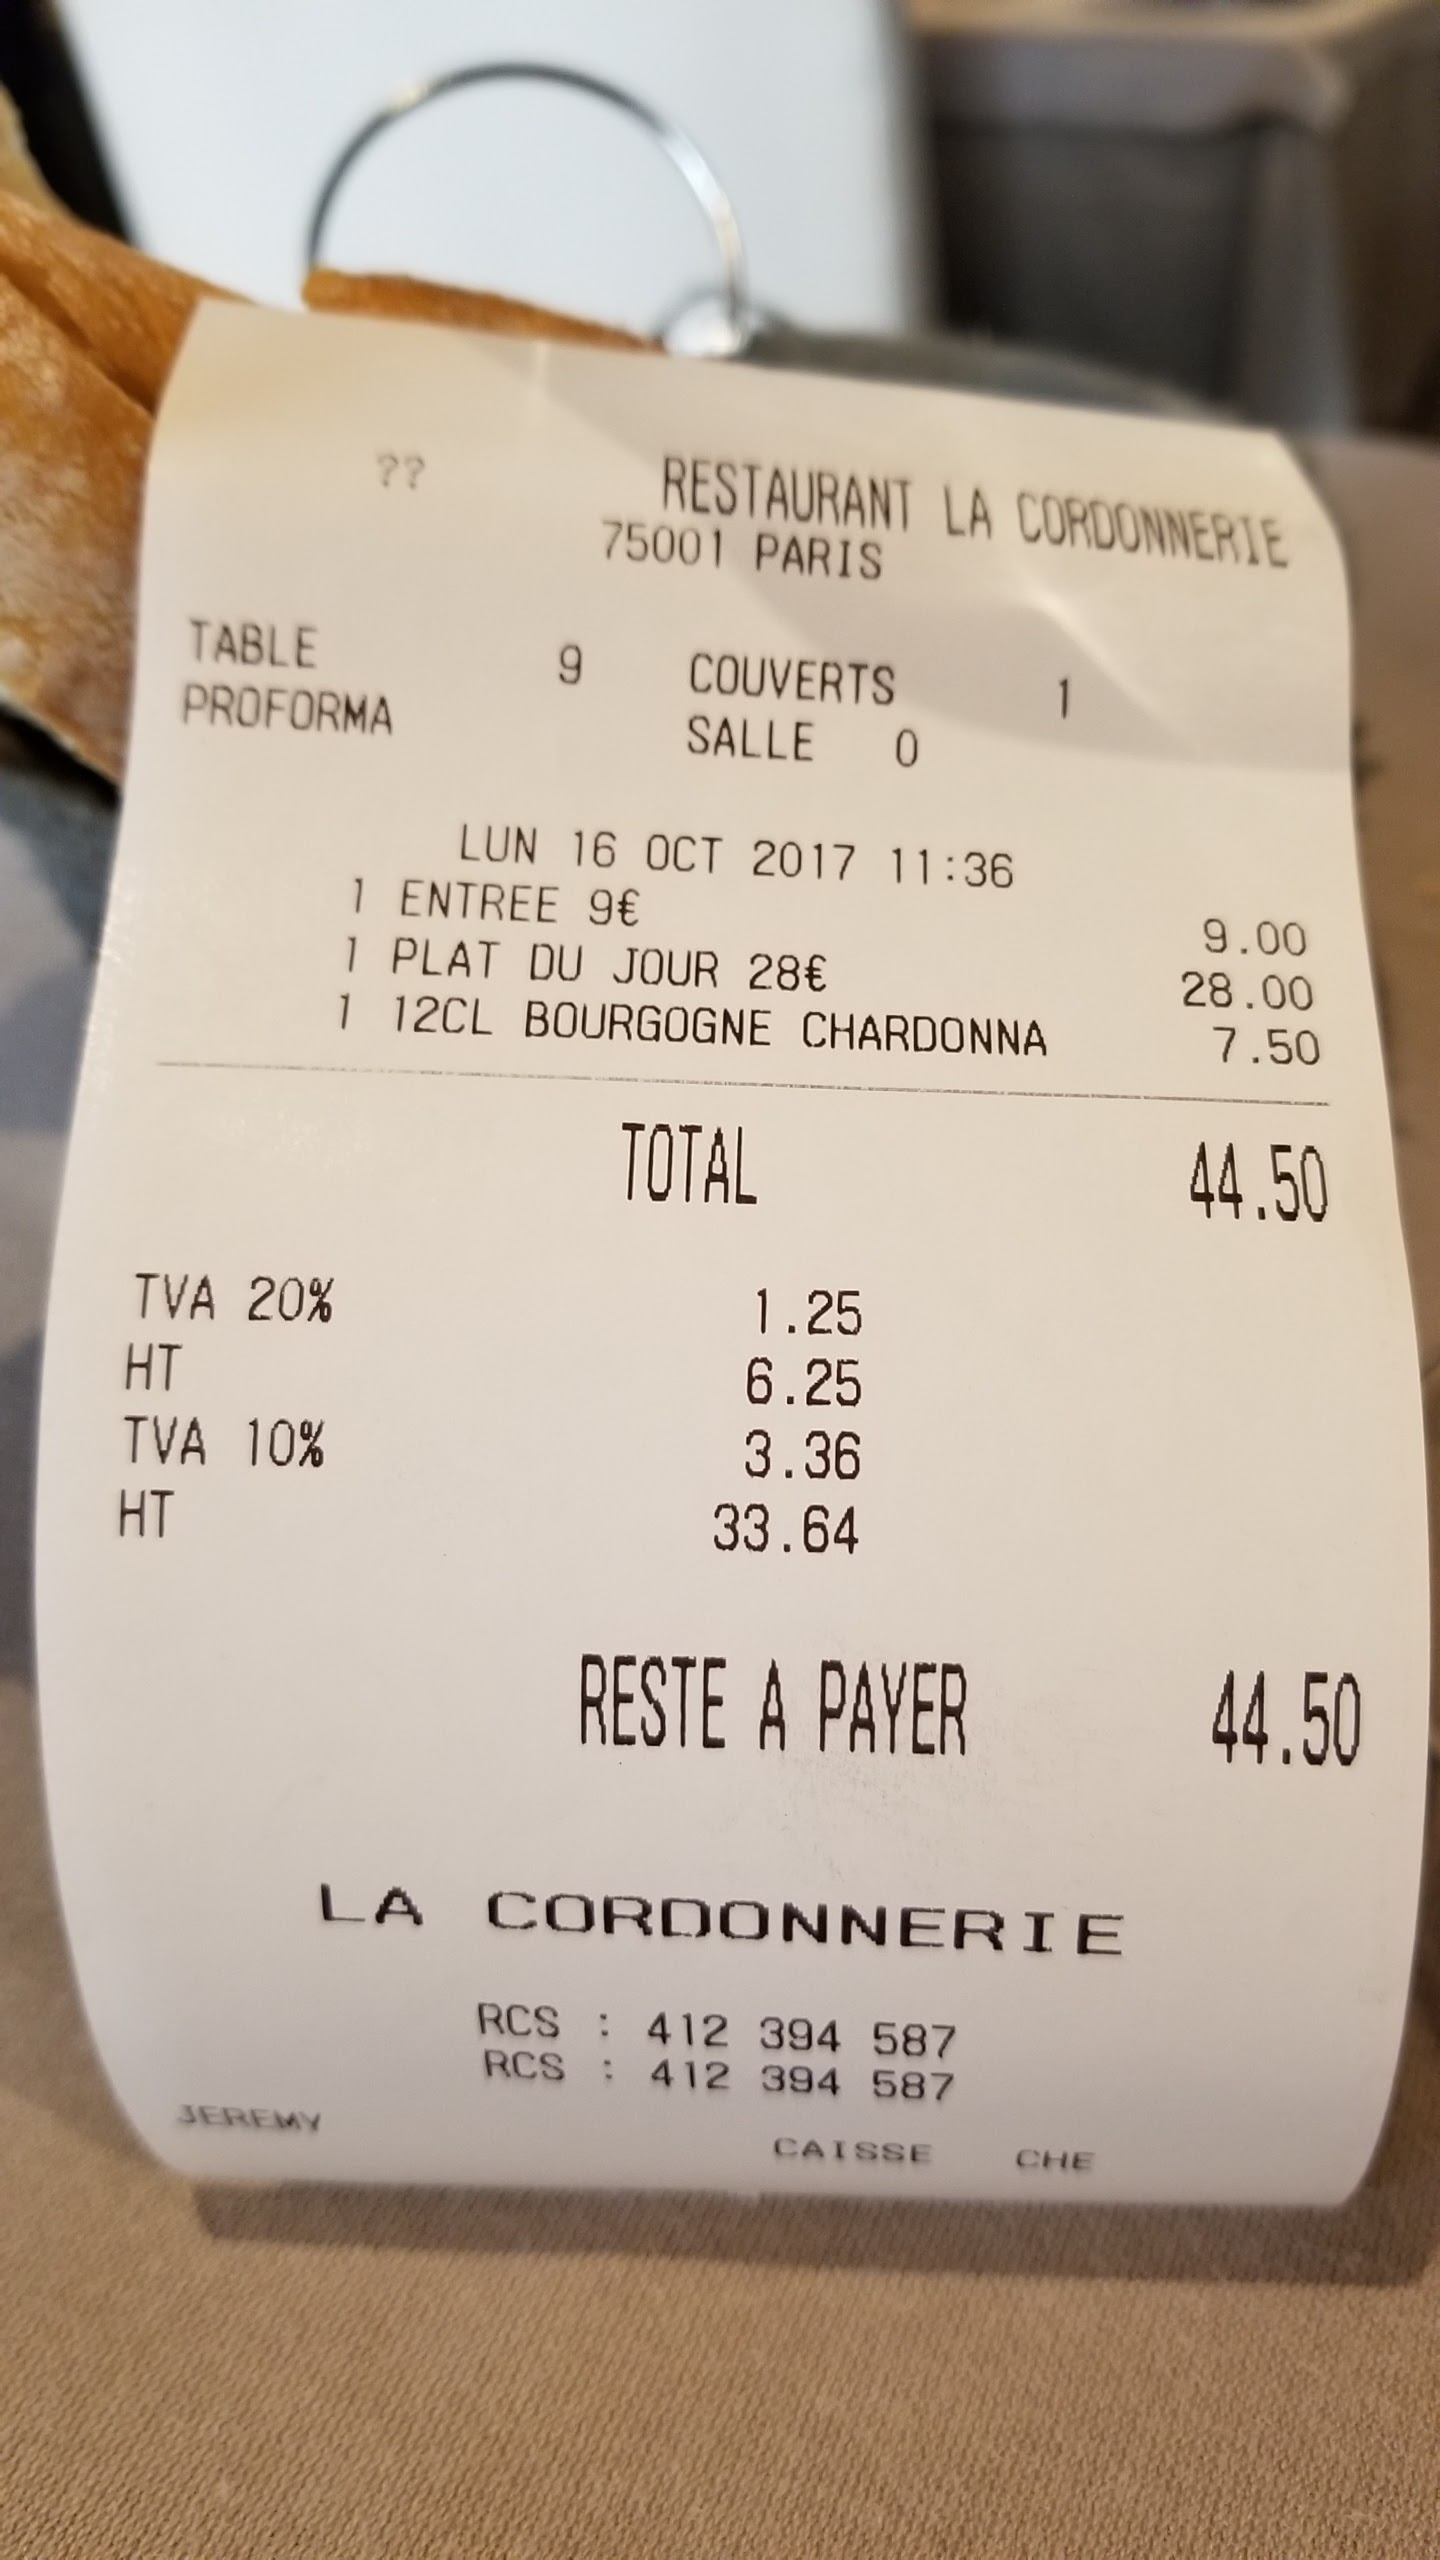 ?? RESTAURANT LA CORDONNERIE
75001 PARIS
TABLE 9 COUVERTS 1
PROFORMA SALLE 0
LUN 16 OCT 2017 11:36
1 ENTREE 9€ 9.00
1 PLAT DU JOUR 28€ 28.00
1 12CL BOURGOGNE CHARDONNA 7.50
TOTAL 44.50
TVA 20% 1.25
HT 6.25
TVA 10% 3.36
HT 33.64
RESTE A PAYER 44.50
LA CORDONNERIE
RCS : 412 394 587
RCS : 412 394 587
JEREMY CAISSE CHE